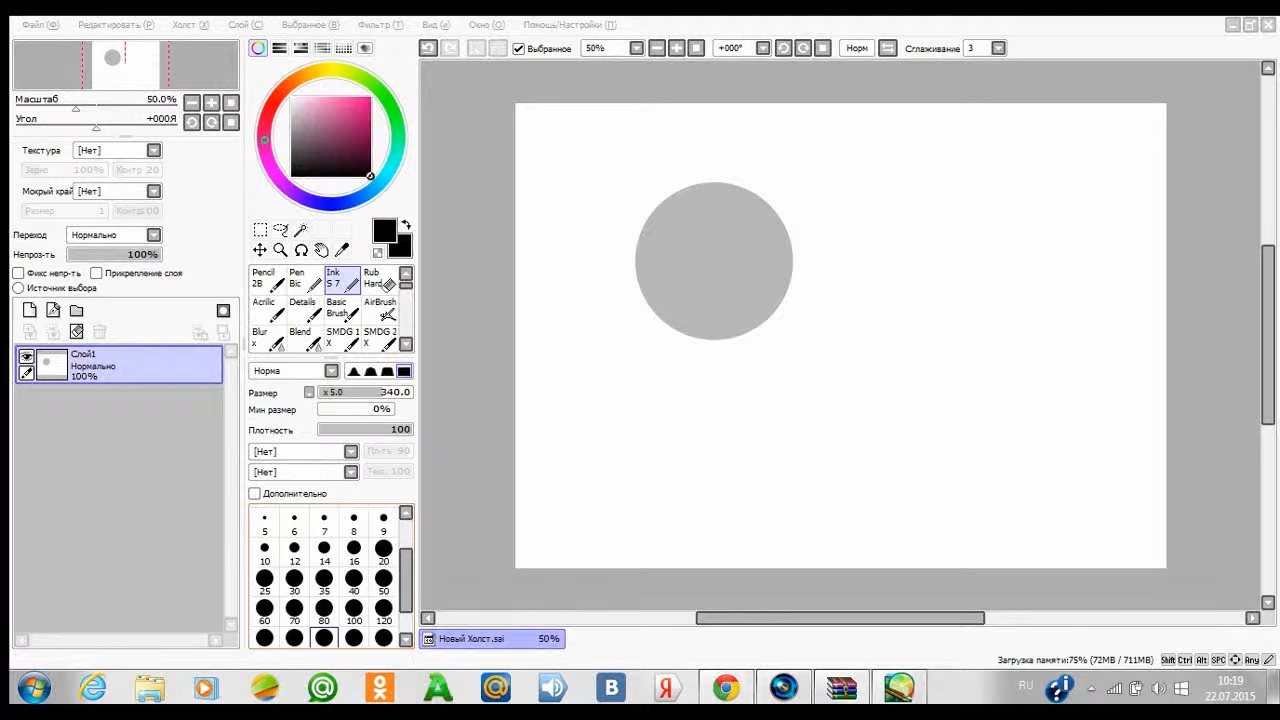 Файл (Ф) Редактировать (Р) Холст (Х) Слой (С) Выбранное (В) Фильтр (Т) Вид (и) Окно (О) Помощь/Настройки (П)
Выбранное 50% +000° Норм Сглаживание 3
Масштаб 50.0%
Угол +000Я
Текстура [Нет]
Зерно 100% Контр 20
Мокрый край [Нет]
Размер 1 Контр100
Переход Нормально
Непроз-ть 100%
Фикс непр-ть Прикрепление слоя
Источник выбора
Слой1
Нормально
100%
Pencil 2B Pen Bic Ink S 7 Rub Hard
Acrilic Details Basic Brush AirBrush
Blur x Blend SMDG 1 X SMDG 2 X
Норма
Размер x 5.0 340.0
Мин размер 0%
Плотность 100
[Нет] Пл-ть 90
[Нет] Тек. 100
Дополнительно
5 6 7 8 9
10 12 14 16 20
25 30 35 40 50
60 70 80 100 120
Новый Холст.sai 50%
Загрузка памяти:75% (72MB / 711MB) Shift Ctrl Alt SPC Any
RU 10:19
22.07.2015